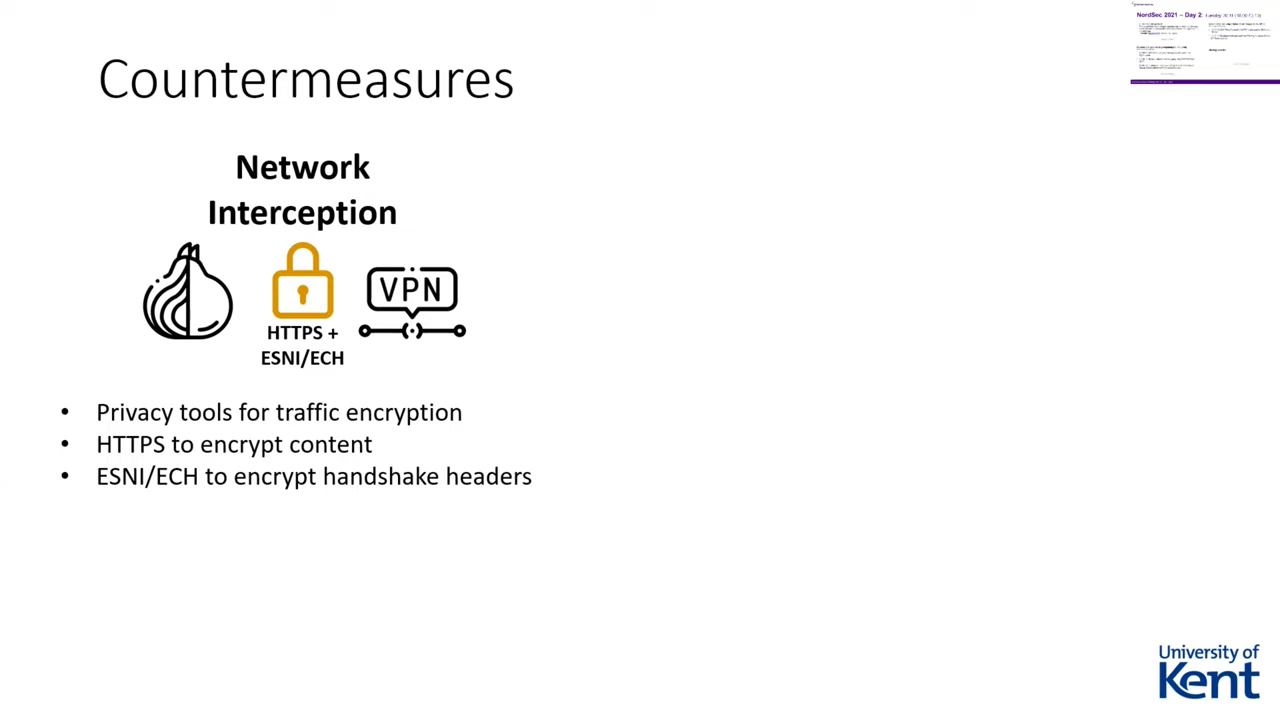 Countermeasures
NordSec 2021 – Day 2:
Network
Interception
VPN
HTTPS +
ESNI/ECH
• Privacy tools for traffic encryption
• HTTPS to encrypt content
• ESNI/ECH to encrypt handshake headers
University of
Kent